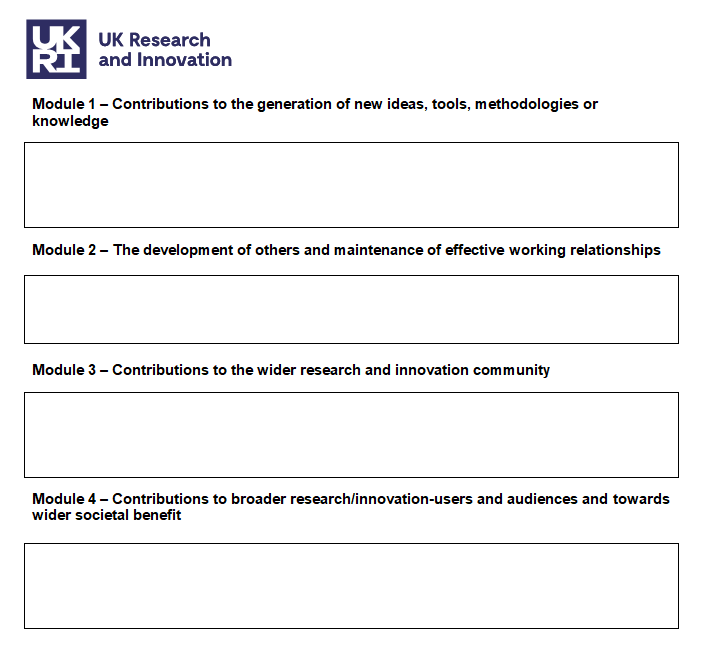 UK
RI
UK Research
and Innovation
Module 1 – Contributions to the generation of new ideas, tools, methodologies or
knowledge
Module 2 – The development of others and maintenance of effective working relationships
Module 3 – Contributions to the wider research and innovation community
Module 4 – Contributions to broader research/innovation-users and audiences and towards
wider societal benefit